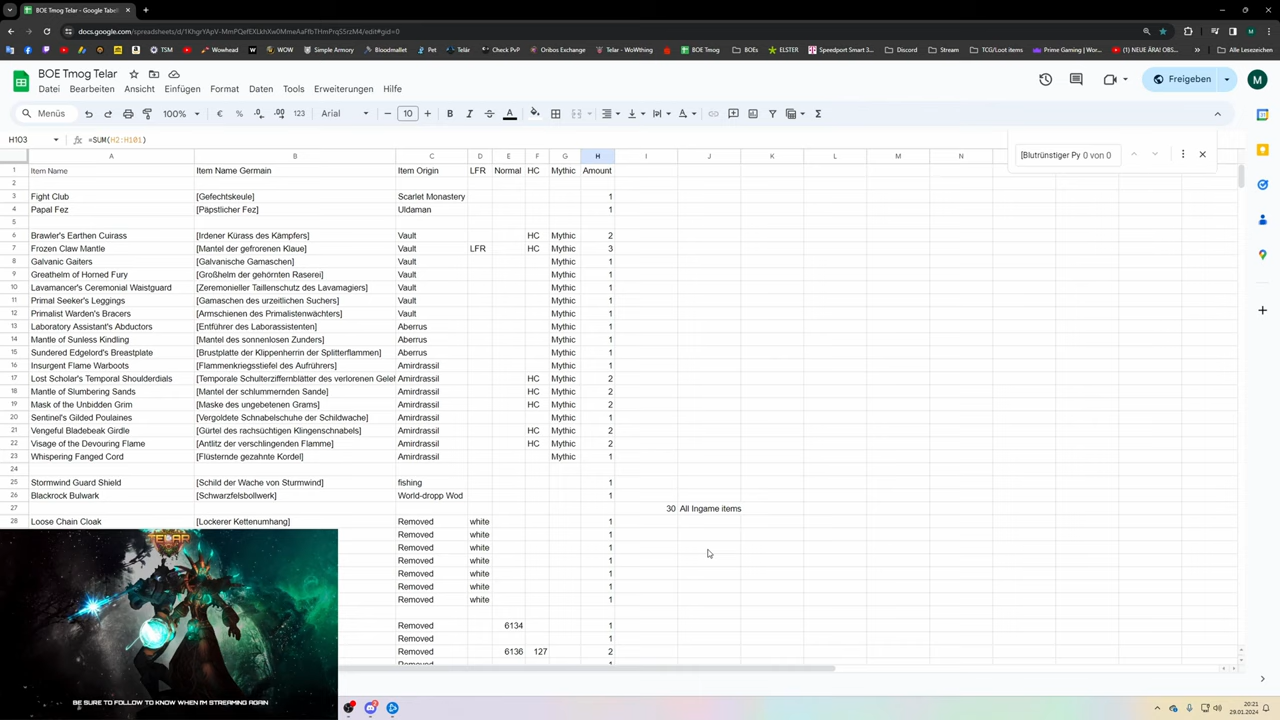 BOE Tmog Telar - Google Tabel
docs.google.com/spreadsheets/d/1KhgrYApV-MmPQefEXLkhXw0MmeAaFfbTHmPrqS5rzM4/edit#gid=0
TSM Wowhead WOW Simple Armory Bloodmallet Pet Telár Check PvP Oribos Exchange Telar - WoWthing BOE Tmog BOEs ELSTER Speedport Smart 3... Discord Stream TCG/Loot items Prime Gaming (1) NEUE ÄRA! OBS... Alle Lesezeichen
BOE Tmog Telar
Datei Bearbeiten Ansicht Einfügen Format Daten Tools Erweiterungen Hilfe
Freigeben M
Menüs 100% € % .0 .00 123 Arial 10 B I A
H103 =SUM(H2:H101)
[Blutrünstiger Py 0 von 0
A B C D E F G H I J K L M N
1 Item Name Item Name Germain Item Origin LFR Normal HC Mythic Amount
2
3 Fight Club [Gefechtskeule] Scarlet Monastery 1
4 Papal Fez [Päpstlicher Fez] Uldaman 1
5
6 Brawler's Earthen Cuirass [Irdener Kürass des Kämpfers] Vault HC Mythic 2
7 Frozen Claw Mantle [Mantel der gefrorenen Klaue] Vault LFR HC Mythic 3
8 Galvanic Gaiters [Galvanische Gamaschen] Vault Mythic 1
9 Greathelm of Horned Fury [Großhelm der gehörnten Raserei] Vault Mythic 1
10 Lavamancer's Ceremonial Waistguard [Zeremonieller Taillenschutz des Lavamagiers] Vault Mythic 1
11 Primal Seeker's Leggings [Gamaschen des urzeitlichen Suchers] Vault Mythic 1
12 Primalist Warden's Bracers [Armschienen des Primalistenwächters] Vault Mythic 1
13 Laboratory Assistant's Abductors [Entführer des Laborassistenten] Aberrus Mythic 1
14 Mantle of Sunless Kindling [Mantel des sonnenlosen Zunders] Aberrus Mythic 1
15 Sundered Edgelord's Breastplate [Brustplatte der Klippenherrin der Splitterflammen] Aberrus Mythic 1
16 Insurgent Flame Warboots [Flammenkriegsstiefel des Aufrührers] Amirdrassil Mythic 1
17 Lost Scholar's Temporal Shoulderdials [Temporale Schulterziffernblätter des verlorenen Geleh Amirdrassil HC Mythic 2
18 Mantle of Slumbering Sands [Mantel der schlummernden Sande] Amirdrassil HC Mythic 2
19 Mask of the Unbidden Grim [Maske des ungebetenen Grams] Amirdrassil HC Mythic 2
20 Sentinel's Gilded Poulaines [Vergoldete Schnabelschuhe der Schildwache] Amirdrassil Mythic 1
21 Vengeful Bladebeak Girdle [Gürtel des rachsüchtigen Klingenschnabels] Amirdrassil HC Mythic 2
22 Visage of the Devouring Flame [Antlitz der verschlingenden Flamme] Amirdrassil HC Mythic 2
23 Whispering Fanged Cord [Flüsternde gezahnte Kordel] Amirdrassil Mythic 1
24
25 Stormwind Guard Shield [Schild der Wache von Sturmwind] fishing 1
26 Blackrock Bulwark [Schwarzfelsbollwerk] World-dropp Wod 1
27 30 All Ingame items
28 Loose Chain Cloak [Lockerer Kettenumhang] Removed white 1
Removed white 1
Removed white 1
Removed white 1
Removed white 1
Removed white 1
Removed white 1
Removed 6134 1
Removed 1
Removed 6136 127 2
TELAR
BE SURE TO FOLLOW TO KNOW WHEN I'M STREAMING AGAIN
20:21
29.01.2024